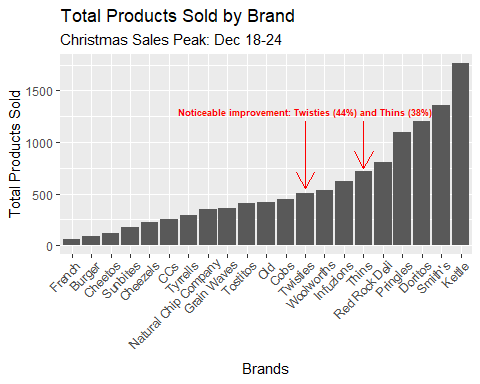 Total Products Sold by Brand
Christmas Sales Peak: Dec 18-24
Total Products Sold
1500
1000
500
0
Noticeable improvement: Twisties (44%) and Thins (38%)
French
Burger
Cheetos
Sunbites
Cheezels
CCs
Tyrrells
Natural Chip Company
Grain Waves
Tostitos
Old
Cobs
Twisties
Woolworths
Infuzions
Thins
Red Rock Deli
Pringles
Doritos
Smith's
Kettle
Brands